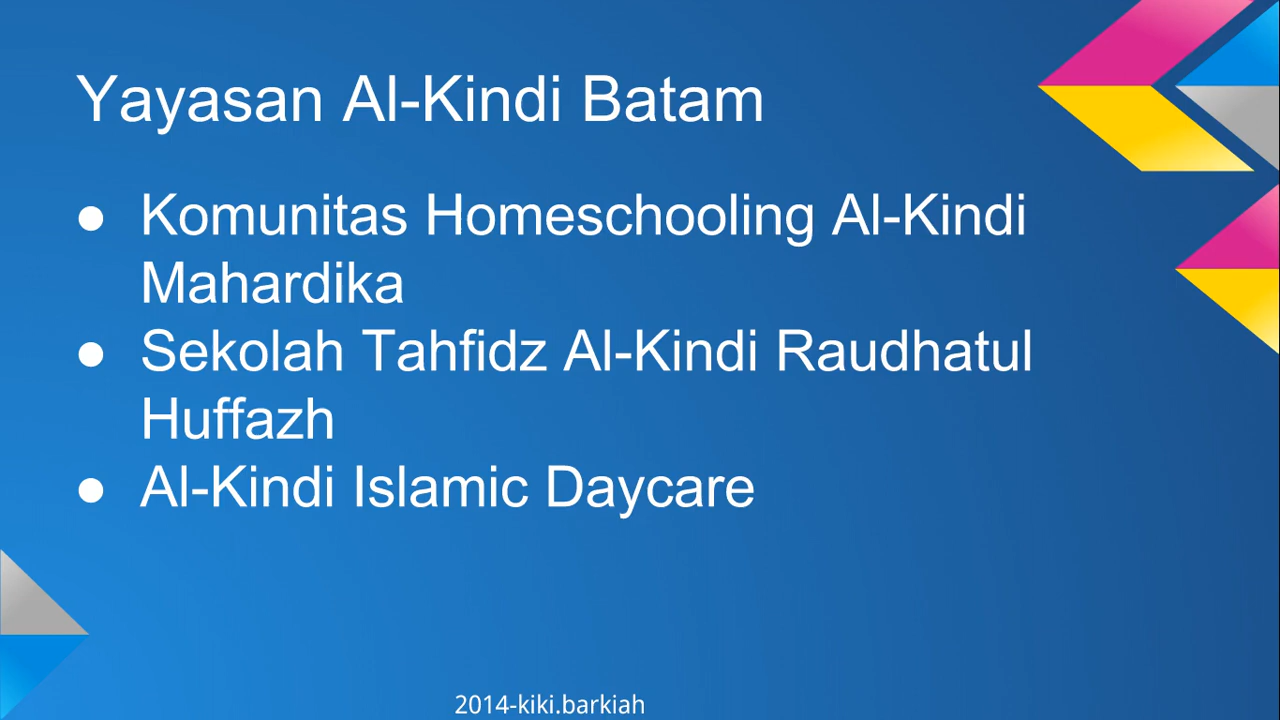 Yayasan Al-Kindi Batam
● Komunitas Homeschooling Al-Kindi
Mahardika
● Sekolah Tahfidz Al-Kindi Raudhatul
Huffazh
● Al-Kindi Islamic Daycare
2014-kiki.barkiah